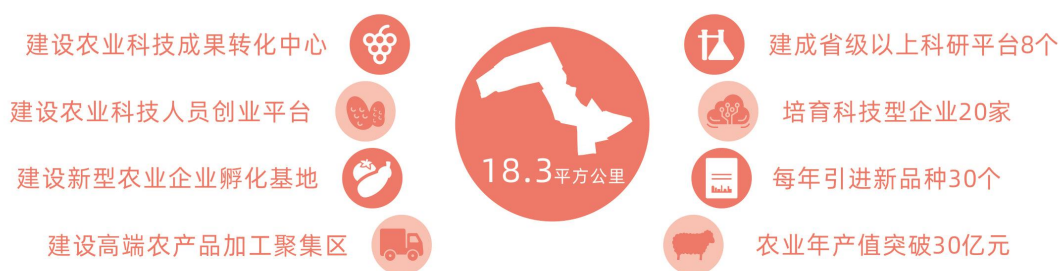 建设农业科技成果转化中心
建设农业科技人员创业平台
建设新型农业企业孵化基地
建设高端农产品加工聚集区
18.3平方公里
建成省级以上科研平台8个
培育科技型企业20家
每年引进新品种30个
农业年产值突破30亿元